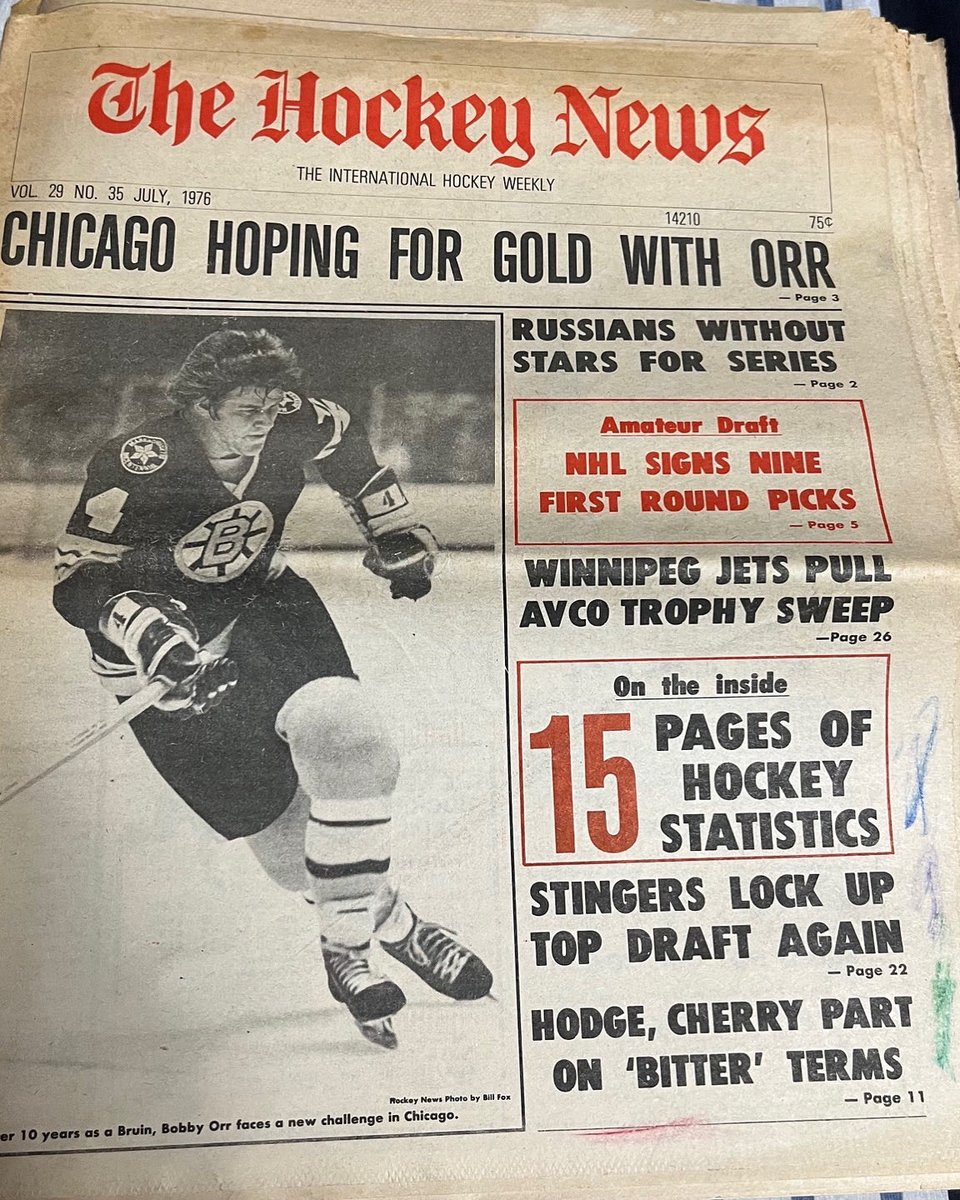 The Hockey News
THE INTERNATIONAL HOCKEY WEEKLY
VOL. 29 NO. 35 JULY, 1976
14210
75¢
CHICAGO HOPING FOR GOLD WITH ORR
— Page 3
RUSSIANS WITHOUT
STARS FOR SERIES
— Page 2
Amateur Draft
NHL SIGNS NINE
FIRST ROUND PICKS
— Page 5
WINNIPEG JETS PULL
AVCO TROPHY SWEEP
—Page 26
On the inside
15
PAGES OF
HOCKEY
STATISTICS
STINGERS LOCK UP
TOP DRAFT AGAIN
— Page 22
HODGE, CHERRY PART
ON 'BITTER' TERMS
— Page 11
4
B
4
4
Hockey News Photo by Bill Fox
er 10 years as a Bruin, Bobby Orr faces a new challenge in Chicago.